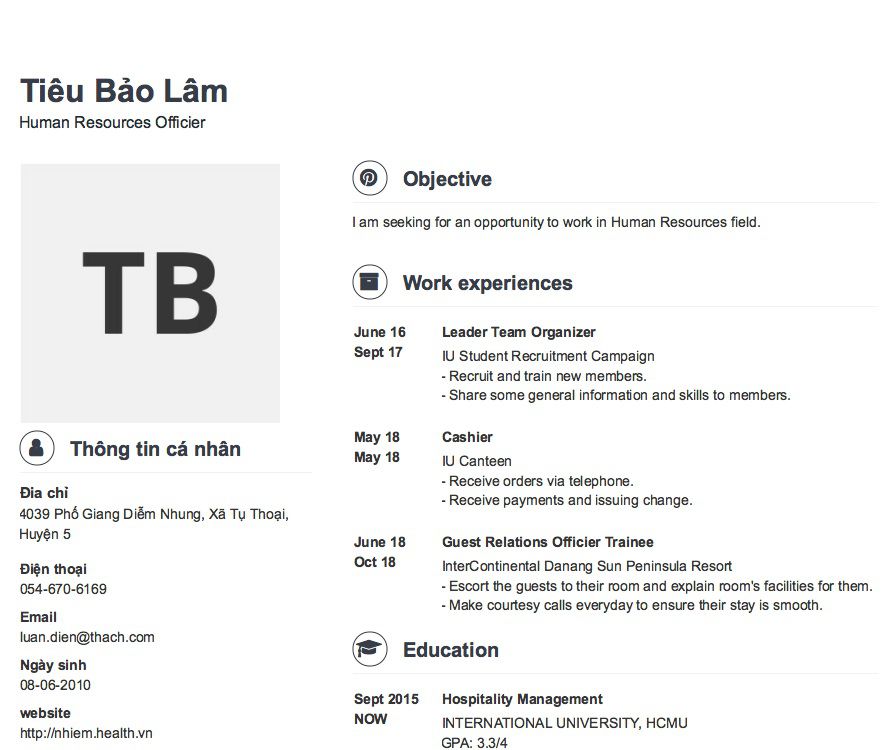 Tiêu Bảo Lâm
Human Resources Officier
TB
Thông tin cá nhân
Đia chỉ
4039 Phố Giang Diễm Nhung, Xã Tụ Thoại,
Huyện 5
Điện thoại
054-670-6169
Email
luan.dien@thach.com
Ngày sinh
08-06-2010
website
http://nhiem.health.vn
Objective
I am seeking for an opportunity to work in Human Resources field.
Work experiences
June 16
Sept 17
Leader Team Organizer
IU Student Recruitment Campaign
- Recruit and train new members.
- Share some general information and skills to members.
May 18
May 18
Cashier
IU Canteen
- Receive orders via telephone.
- Receive payments and issuing change.
June 18
Oct 18
Guest Relations Officier Trainee
InterContinental Danang Sun Peninsula Resort
- Escort the guests to their room and explain room's facilities for them.
- Make courtesy calls everyday to ensure their stay is smooth.
Education
Sept 2015
NOW
Hospitality Management
INTERNATIONAL UNIVERSITY, HCMU
GPA: 3.3/4